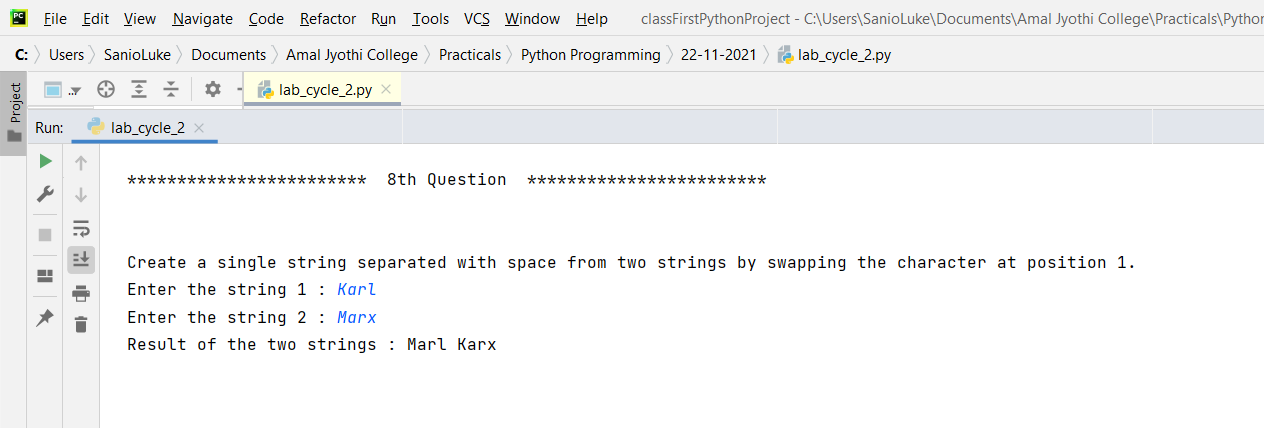 File Edit View Navigate Code Refactor Run Tools VCS Window Help classFirstPythonProject - C:\Users\SanioLuke\Documents\Amal Jyothi College\Practicals\Python
C: Users SanioLuke Documents Amal Jyothi College Practicals Python Programming 22-11-2021 lab_cycle_2.py
Project
.. lab_cycle_2.py
Run: lab_cycle_2
************************ 8th Question ************************
Create a single string separated with space from two strings by swapping the character at position 1.
Enter the string 1 : Karl
Enter the string 2 : Marx
Result of the two strings : Marl Karx